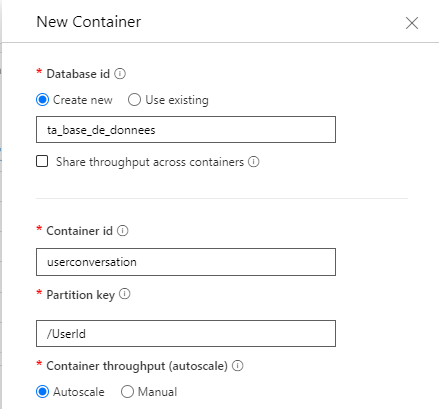 New Container
* Database id
Create new Use existing
ta_base_de_donnees
Share throughput across containers
* Container id
userconversation
* Partition key
/UserId
* Container throughput (autoscale)
Autoscale Manual